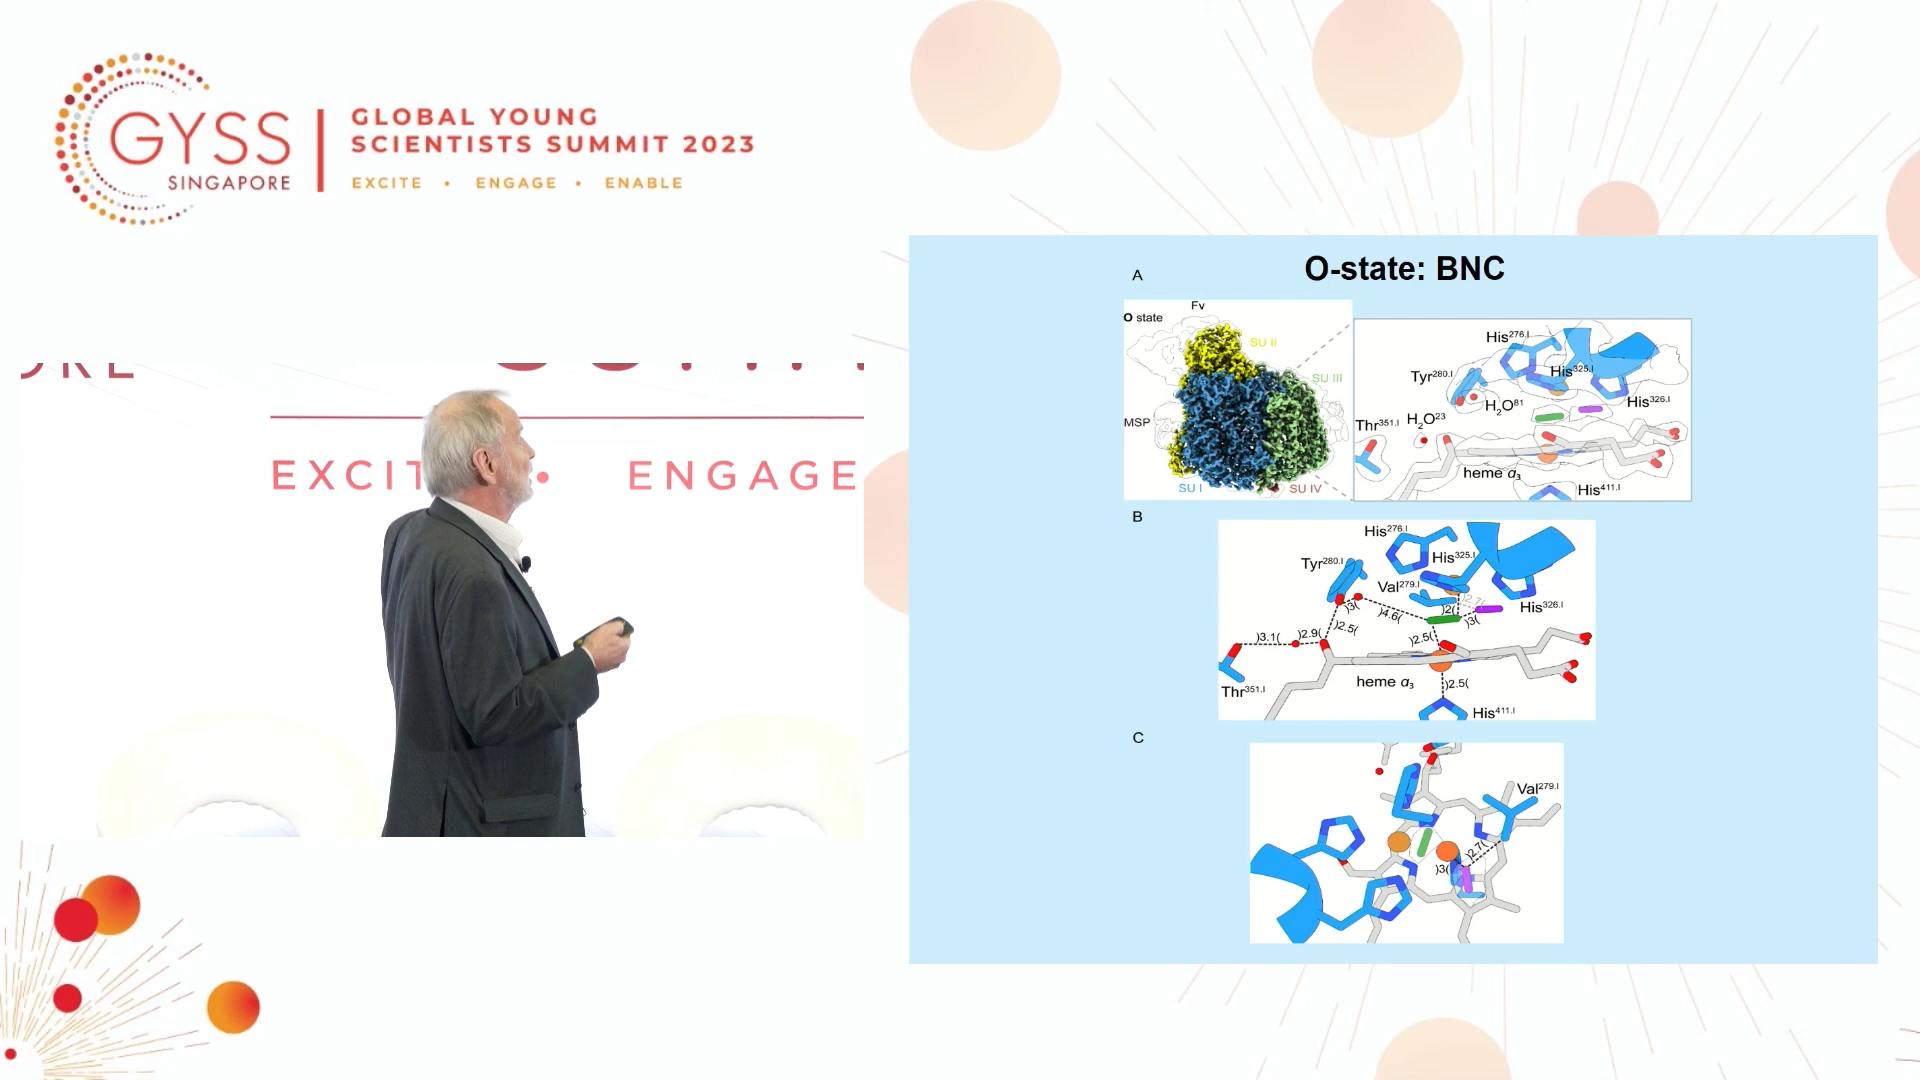 GYSS
SINGAPORE
GLOBAL YOUNG
SCIENTISTS SUMMIT 2023
EXCITE • ENGAGE • ENABLE
EXCIT • ENGAGE
O-state: BNC
A
Fv
O state
SU II
SU III
MSP
SU I
SU IV
His276.I
His325.I
Tyr280.I
H2O81
His326.I
Thr351.I
H2O23
heme a3
His411.I
B
His276.I
His325.I
Tyr280.I
Val279.I
)2.7(
His326.I
)3(
)4.6(
)2(
)3(
)2.5(
)3.1(
)2.9(
)2.5(
heme a3
)2.5(
Thr351.I
His411.I
C
Val279.I
)2.7(
)3(